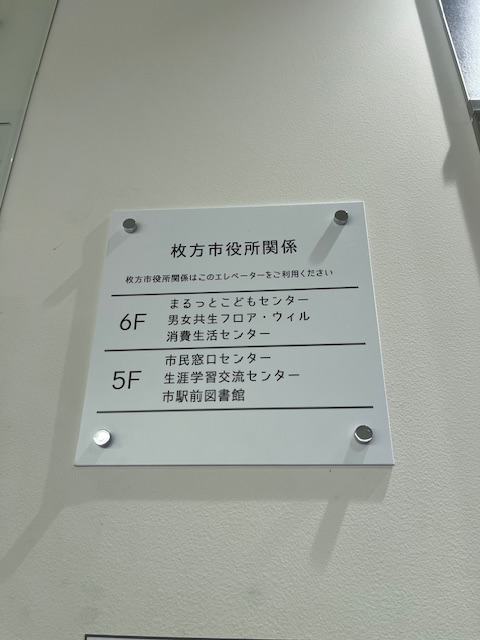 枚方市役所関係
枚方市役所関係はこのエレベーターをご利用ください
6F
まるっとこどもセンター
男女共生フロア・ウィル
消費生活センター
5F
市民窓口センター
生涯学習交流センター
市駅前図書館